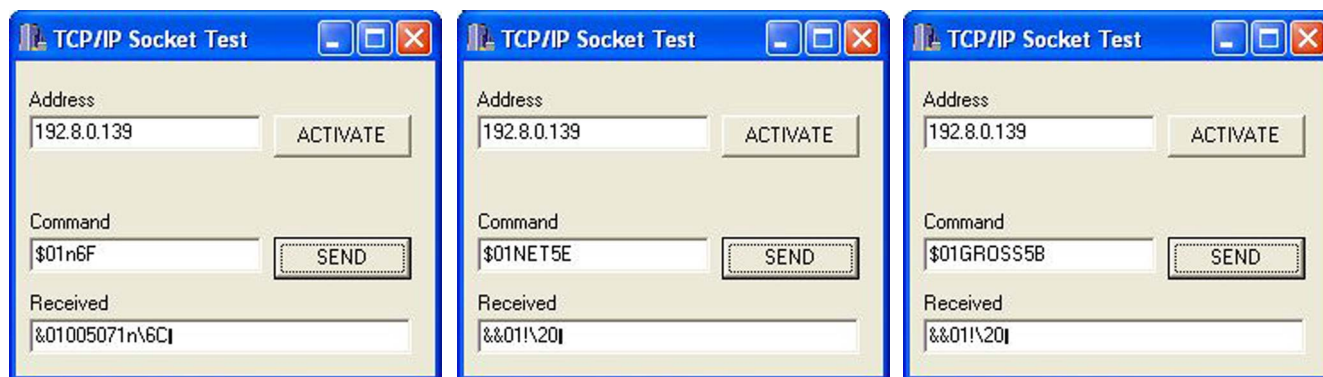 TCP/IP Socket Test
Address
192.8.0.139
ACTIVATE
Command
$01n6F
SEND
Received
&01005071n\6C
TCP/IP Socket Test
Address
192.8.0.139
ACTIVATE
Command
$01NET5E
SEND
Received
&&01!\20
TCP/IP Socket Test
Address
192.8.0.139
ACTIVATE
Command
$01GROSS5B
SEND
Received
&&01!\20